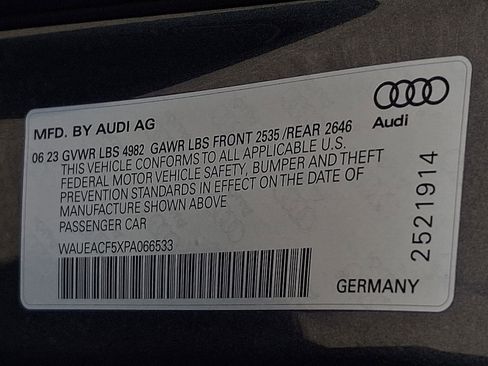 MFD. BY AUDI AG
Audi
06 23 GVWR LBS 4982 GAWR LBS FRONT 2535 /REAR 2646
THIS VEHICLE CONFORMS TO ALL APPLICABLE U.S.
FEDERAL MOTOR VEHICLE SAFETY, BUMPER AND THEFT
PREVENTION STANDARDS IN EFFECT ON THE DATE OF
MANUFACTURE SHOWN ABOVE
PASSENGER CAR
WAUEACF5XPA066533
2521914
GERMANY